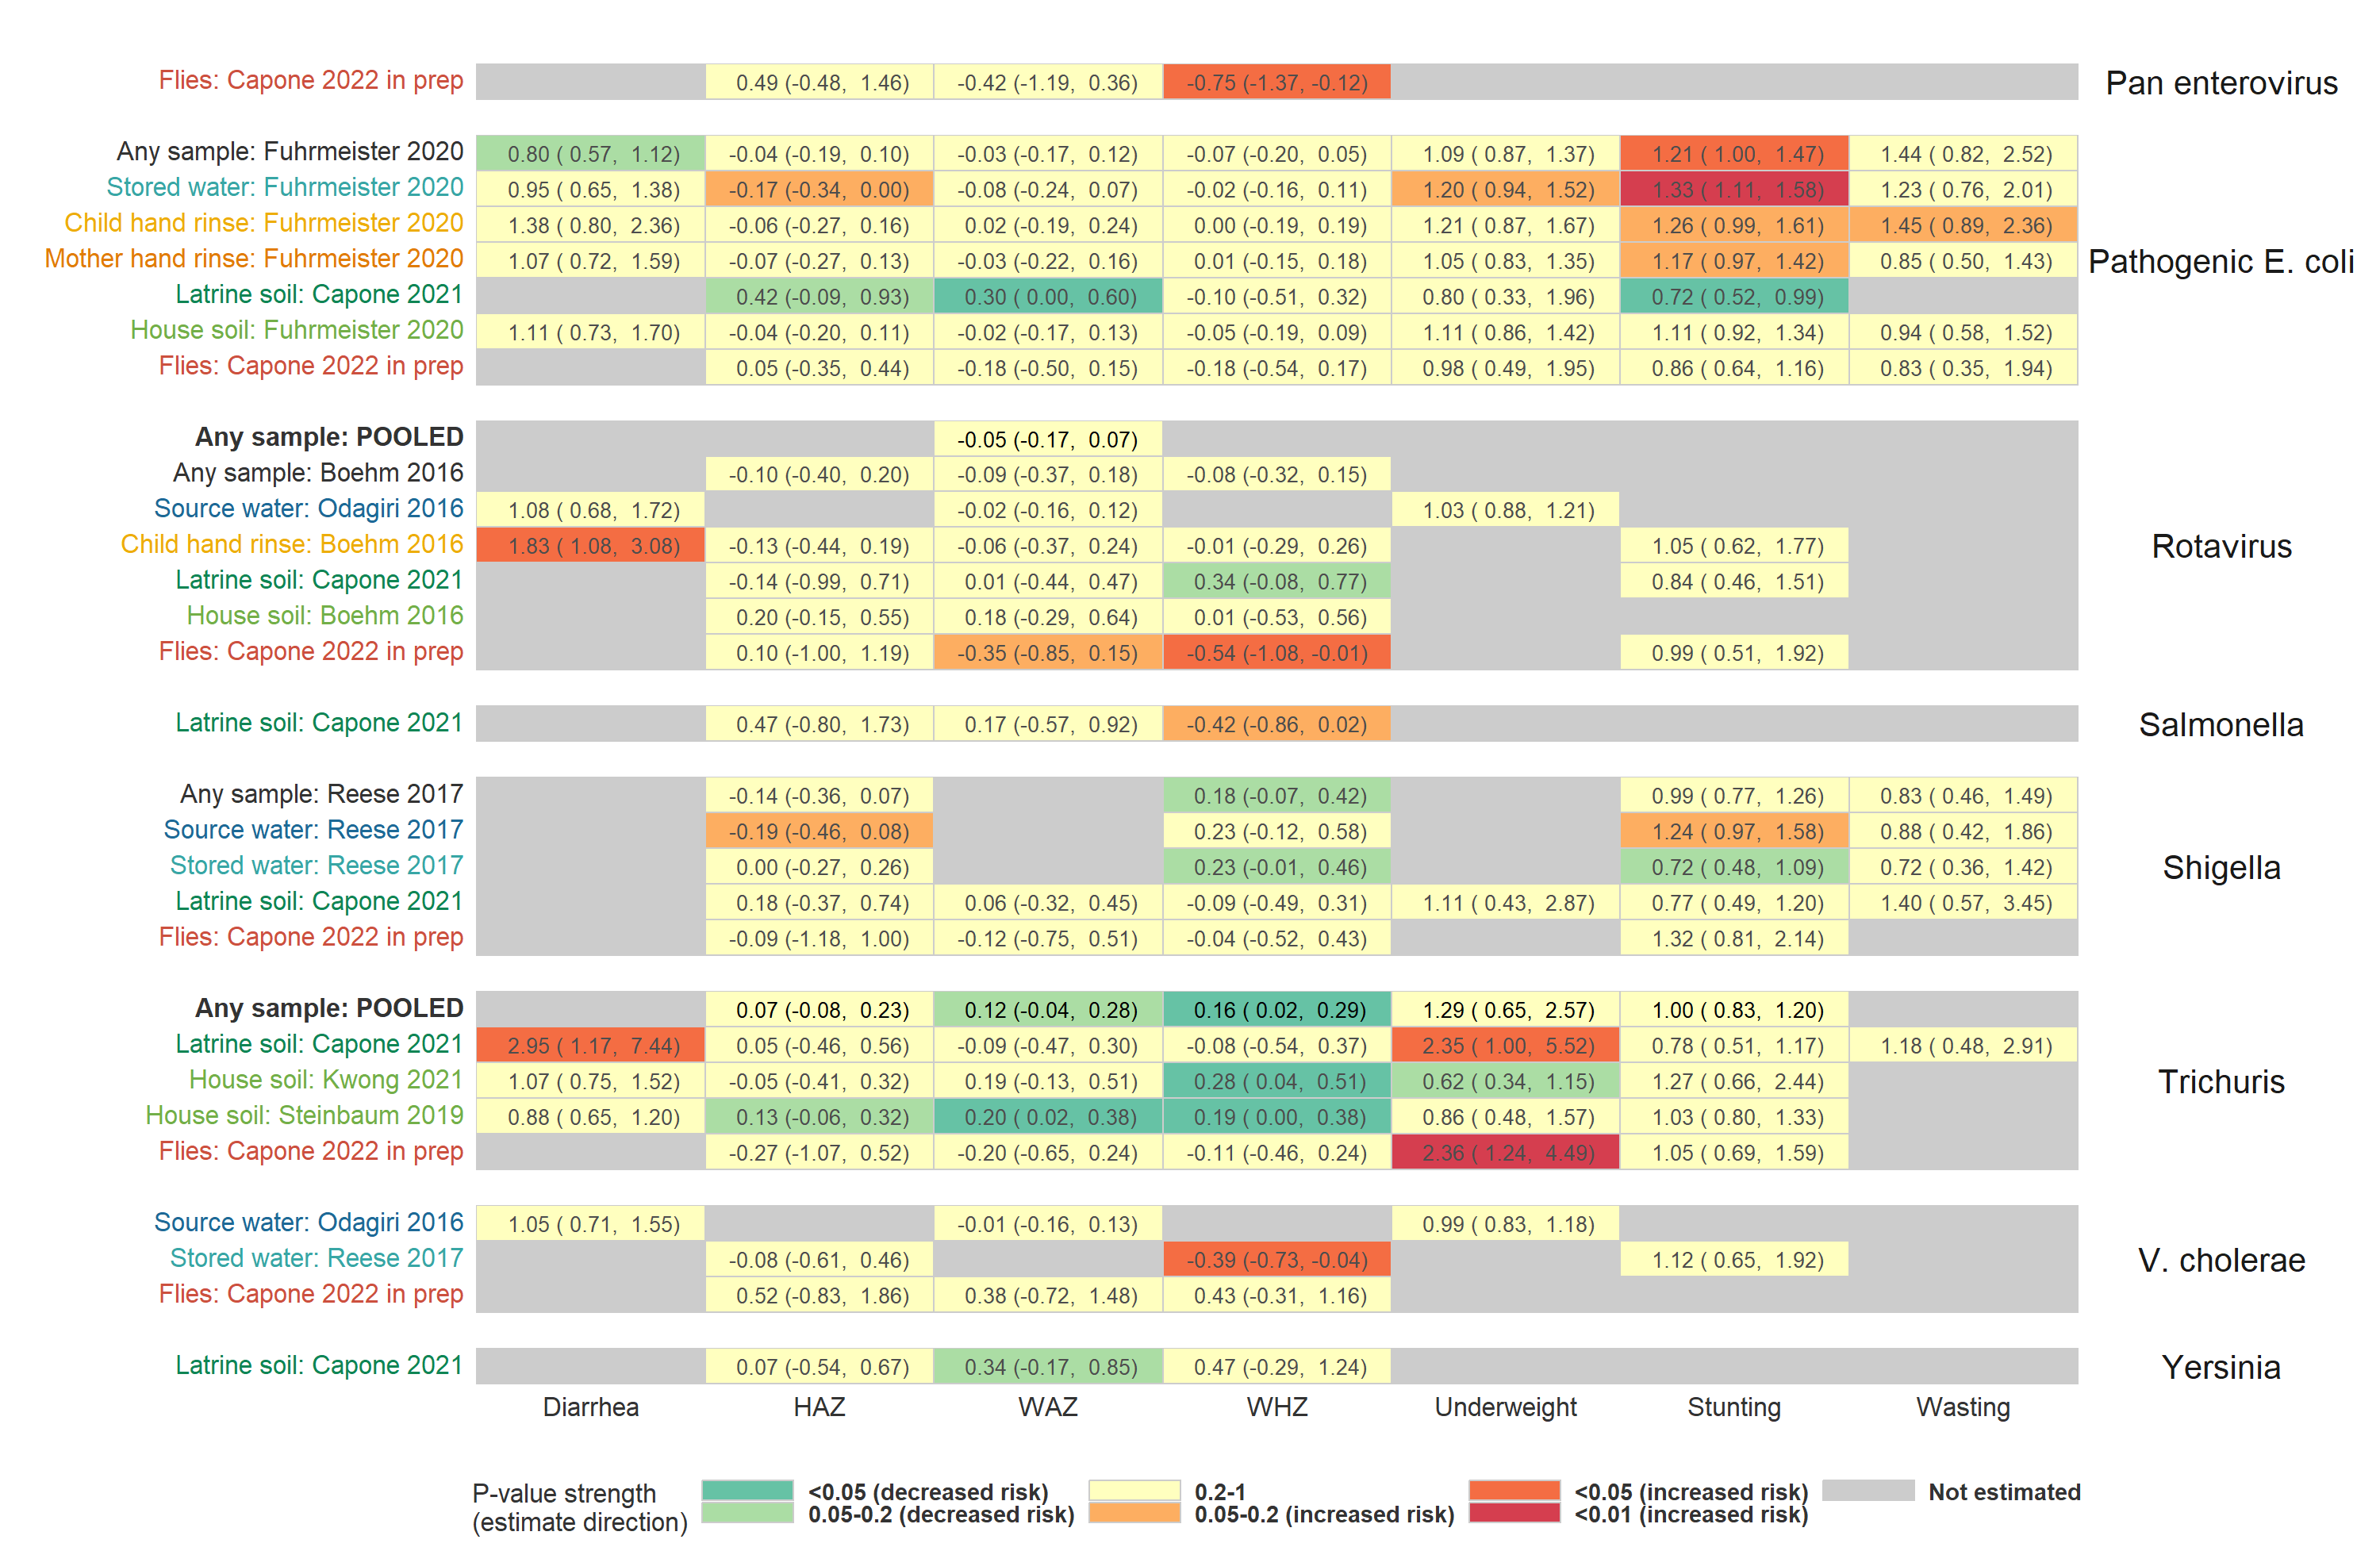 Flies: Capone 2022 in prep 0.49 (-0.48, 1.46) -0.42 (-1.19, 0.36) -0.75 (-1.37, -0.12) Pan enterovirus
Any sample: Fuhrmeister 2020 0.80 ( 0.57, 1.12) -0.04 (-0.19, 0.10) -0.03 (-0.17, 0.12) -0.07 (-0.20, 0.05) 1.09 ( 0.87, 1.37) 1.21 ( 1.00, 1.47) 1.44 ( 0.82, 2.52)
Stored water: Fuhrmeister 2020 0.95 ( 0.65, 1.38) -0.17 (-0.34, 0.00) -0.08 (-0.24, 0.07) -0.02 (-0.16, 0.11) 1.20 ( 0.94, 1.52) 1.33 ( 1.11, 1.58) 1.23 ( 0.76, 2.01)
Child hand rinse: Fuhrmeister 2020 1.38 ( 0.80, 2.36) -0.06 (-0.27, 0.16) 0.02 (-0.19, 0.24) 0.00 (-0.19, 0.19) 1.21 ( 0.87, 1.67) 1.26 ( 0.99, 1.61) 1.45 ( 0.89, 2.36)
Mother hand rinse: Fuhrmeister 2020 1.07 ( 0.72, 1.59) -0.07 (-0.27, 0.13) -0.03 (-0.22, 0.16) 0.01 (-0.15, 0.18) 1.05 ( 0.83, 1.35) 1.17 ( 0.97, 1.42) 0.85 ( 0.50, 1.43) Pathogenic E. coli
Latrine soil: Capone 2021 0.42 (-0.09, 0.93) 0.30 ( 0.00, 0.60) -0.10 (-0.51, 0.32) 0.80 ( 0.33, 1.96) 0.72 ( 0.52, 0.99)
House soil: Fuhrmeister 2020 1.11 ( 0.73, 1.70) -0.04 (-0.20, 0.11) -0.02 (-0.17, 0.13) -0.05 (-0.19, 0.09) 1.11 ( 0.86, 1.42) 1.11 ( 0.92, 1.34) 0.94 ( 0.58, 1.52)
Flies: Capone 2022 in prep 0.05 (-0.35, 0.44) -0.18 (-0.50, 0.15) -0.18 (-0.54, 0.17) 0.98 ( 0.49, 1.95) 0.86 ( 0.64, 1.16) 0.83 ( 0.35, 1.94)
Any sample: POOLED -0.05 (-0.17, 0.07)
Any sample: Boehm 2016 -0.10 (-0.40, 0.20) -0.09 (-0.37, 0.18) -0.08 (-0.32, 0.15)
Source water: Odagiri 2016 1.08 ( 0.68, 1.72) -0.02 (-0.16, 0.12) 1.03 ( 0.88, 1.21)
Child hand rinse: Boehm 2016 1.83 ( 1.08, 3.08) -0.13 (-0.44, 0.19) -0.06 (-0.37, 0.24) -0.01 (-0.29, 0.26) 1.05 ( 0.62, 1.77) Rotavirus
Latrine soil: Capone 2021 -0.14 (-0.99, 0.71) 0.01 (-0.44, 0.47) 0.34 (-0.08, 0.77) 0.84 ( 0.46, 1.51)
House soil: Boehm 2016 0.20 (-0.15, 0.55) 0.18 (-0.29, 0.64) 0.01 (-0.53, 0.56)
Flies: Capone 2022 in prep 0.10 (-1.00, 1.19) -0.35 (-0.85, 0.15) -0.54 (-1.08, -0.01) 0.99 ( 0.51, 1.92)
Latrine soil: Capone 2021 0.47 (-0.80, 1.73) 0.17 (-0.57, 0.92) -0.42 (-0.86, 0.02) Salmonella
Any sample: Reese 2017 -0.14 (-0.36, 0.07) 0.18 (-0.07, 0.42) 0.99 ( 0.77, 1.26) 0.83 ( 0.46, 1.49)
Source water: Reese 2017 -0.19 (-0.46, 0.08) 0.23 (-0.12, 0.58) 1.24 ( 0.97, 1.58) 0.88 ( 0.42, 1.86)
Stored water: Reese 2017 0.00 (-0.27, 0.26) 0.23 (-0.01, 0.46) 0.72 ( 0.48, 1.09) 0.72 ( 0.36, 1.42) Shigella
Latrine soil: Capone 2021 0.18 (-0.37, 0.74) 0.06 (-0.32, 0.45) -0.09 (-0.49, 0.31) 1.11 ( 0.43, 2.87) 0.77 ( 0.49, 1.20) 1.40 ( 0.57, 3.45)
Flies: Capone 2022 in prep -0.09 (-1.18, 1.00) -0.12 (-0.75, 0.51) -0.04 (-0.52, 0.43) 1.32 ( 0.81, 2.14)
Any sample: POOLED 0.07 (-0.08, 0.23) 0.12 (-0.04, 0.28) 0.16 ( 0.02, 0.29) 1.29 ( 0.65, 2.57) 1.00 ( 0.83, 1.20)
Latrine soil: Capone 2021 2.95 ( 1.17, 7.44) 0.05 (-0.46, 0.56) -0.09 (-0.47, 0.30) -0.08 (-0.54, 0.37) 2.35 ( 1.00, 5.52) 0.78 ( 0.51, 1.17) 1.18 ( 0.48, 2.91)
House soil: Kwong 2021 1.07 ( 0.75, 1.52) -0.05 (-0.41, 0.32) 0.19 (-0.13, 0.51) 0.28 ( 0.04, 0.51) 0.62 ( 0.34, 1.15) 1.27 ( 0.66, 2.44) Trichuris
House soil: Steinbaum 2019 0.88 ( 0.65, 1.20) 0.13 (-0.06, 0.32) 0.20 ( 0.02, 0.38) 0.19 ( 0.00, 0.38) 0.86 ( 0.48, 1.57) 1.03 ( 0.80, 1.33)
Flies: Capone 2022 in prep -0.27 (-1.07, 0.52) -0.20 (-0.65, 0.24) -0.11 (-0.46, 0.24) 2.36 ( 1.24, 4.49) 1.05 ( 0.69, 1.59)
Source water: Odagiri 2016 1.05 ( 0.71, 1.55) -0.01 (-0.16, 0.13) 0.99 ( 0.83, 1.18)
Stored water: Reese 2017 -0.08 (-0.61, 0.46) -0.39 (-0.73, -0.04) 1.12 ( 0.65, 1.92) V. cholerae
Flies: Capone 2022 in prep 0.52 (-0.83, 1.86) 0.38 (-0.72, 1.48) 0.43 (-0.31, 1.16)
Latrine soil: Capone 2021 0.07 (-0.54, 0.67) 0.34 (-0.17, 0.85) 0.47 (-0.29, 1.24) Yersinia
Diarrhea HAZ WAZ WHZ Underweight Stunting Wasting
P-value strength <0.05 (decreased risk) 0.2-1 <0.05 (increased risk) Not estimated
(estimate direction) 0.05-0.2 (decreased risk) 0.05-0.2 (increased risk) <0.01 (increased risk)